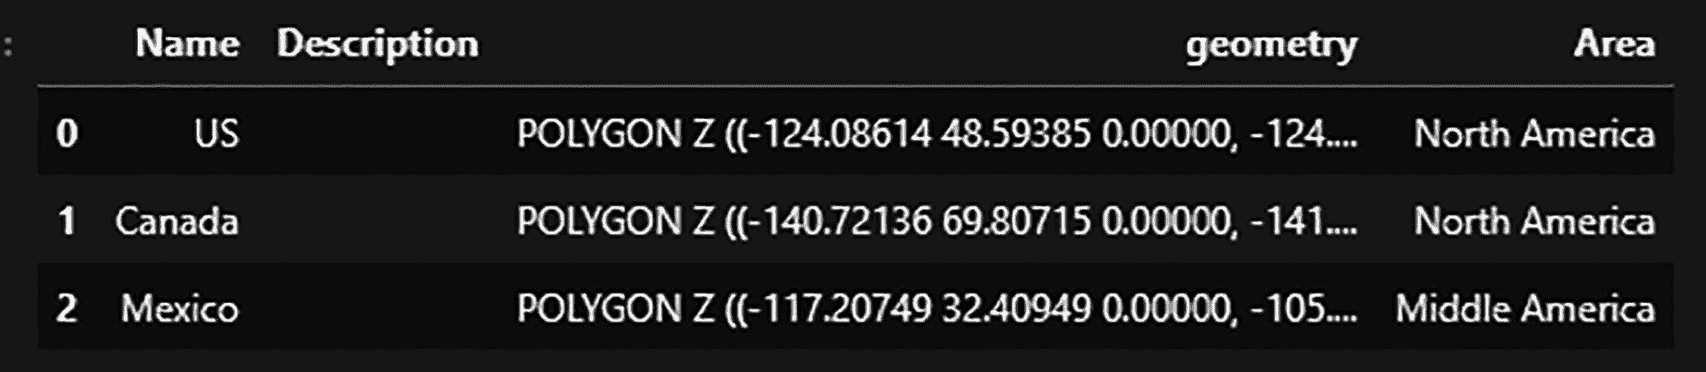 : Name Description geometry Area
0 US POLYGON Z ((-124.08614 48.59385 0.00000, -124.... North America
1 Canada POLYGON Z ((-140.72136 69.80715 0.00000, -141.... North America
2 Mexico POLYGON Z ((-117.20749 32.40949 0.00000, -105.... Middle America